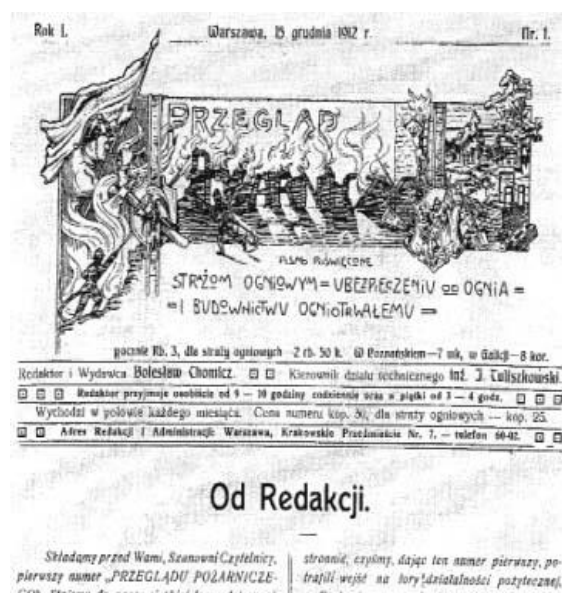 Rok I.
Warszawa, 15 grudnia 1912 r.
Nr. 1.
PRZEGLĄD
PISMO POŚWIĘCONE
STRAŻOM OGNIOWYM = UBEZPIECZENIU OD OGNIA =
= I BUDOWNICTWU OGNIOTRWAŁEMU =
rocznie Rb. 3, dla straży ogniowych 2 rb. 50 k. W Poznańskiem — 7 mk, w Galicji — 8 kor.
Redaktor i Wydawca Bolesław Chomicz. Kierownik działu technicznego inż. J. Tuliszkowski
Redaktor przyjmuje osobiście od 9 — 10 godziny codziennie oraz w piątki od 3 — 4 godz.
Wychodzi w połowie każdego miesiąca. Cena numeru kop. 30, dla straży ogniowych — kop. 25.
Adres Redakcji i Administracji: Warszawa, Krakowskie Przedmieście Nr. 7. — telefon 60-02.
Od Redakcji.
Składamy przed Wami, Szanowni Czytelnicy,
pierwszy numer „PRZEGLĄDU POŻARNICZE-
stronnie, czyśmy, dając ten numer pierwszy, po-
trafili wejść na tory działalności pożytecznej,